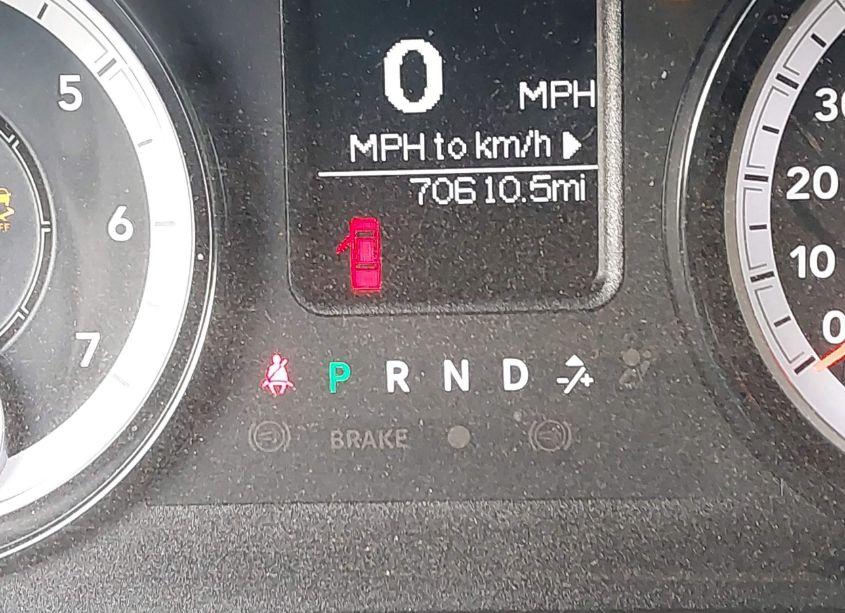 0 MPH
MPH to km/h
70610.5mi
5
6
7
30
20
10
0
P R N D -/+
BRAKE